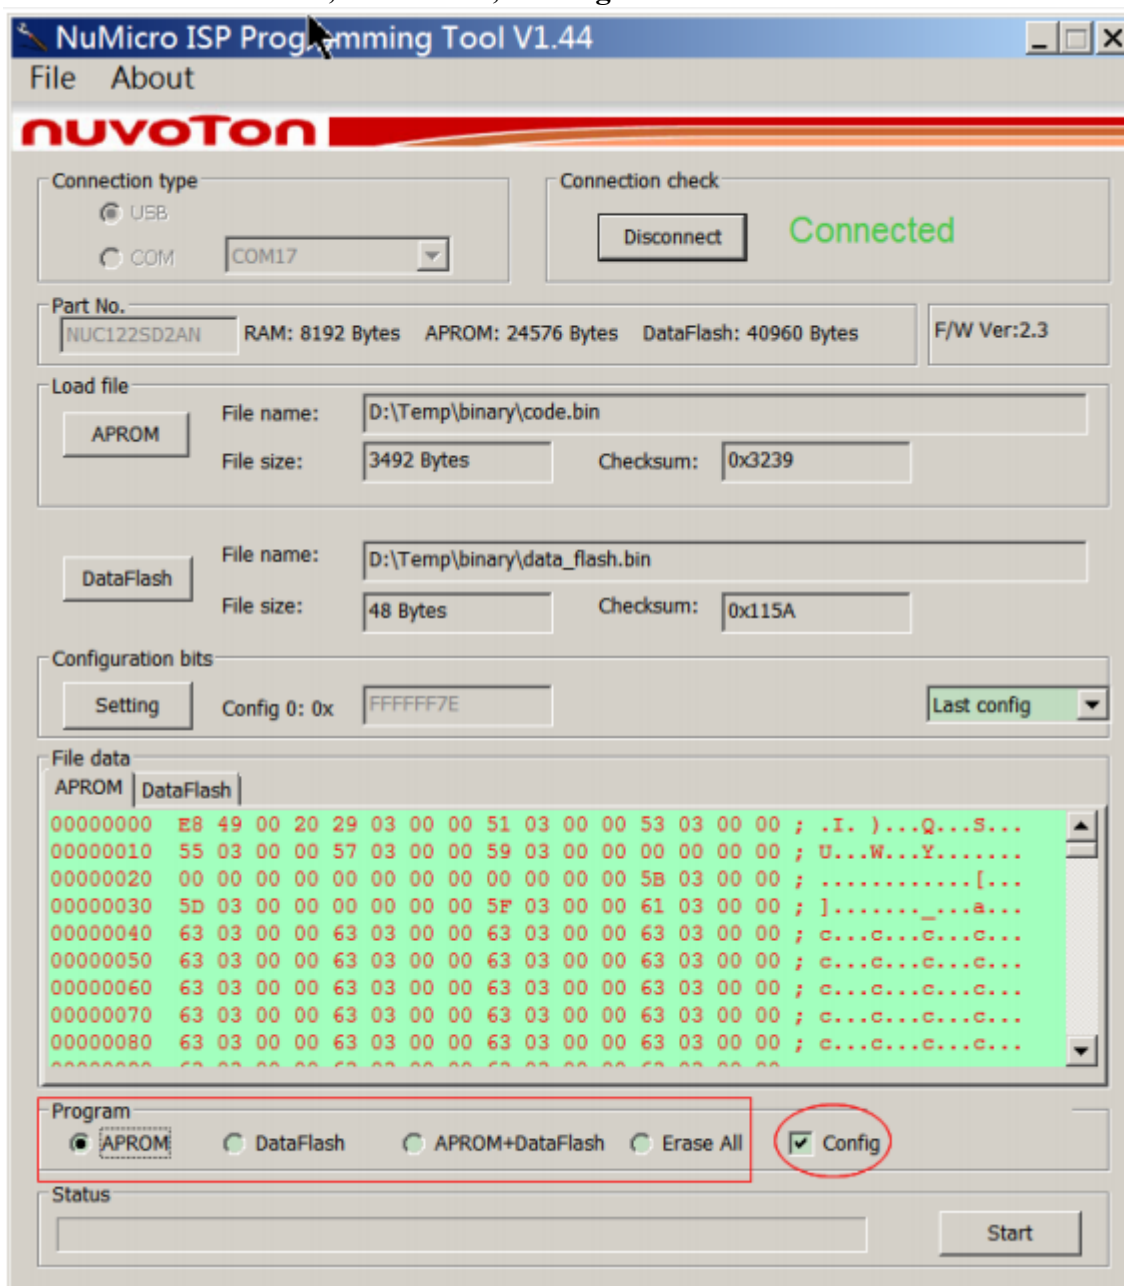 NuMicro ISP Programming Tool V1.44
File About
nuvoTon
Connection type
USB
COM COM17
Connection check
Disconnect Connected
Part No.
NUC122SD2AN RAM: 8192 Bytes APROM: 24576 Bytes DataFlash: 40960 Bytes F/W Ver:2.3
Load file
APROM
File name: D:\Temp\binary\code.bin
File size: 3492 Bytes Checksum: 0x3239
DataFlash
File name: D:\Temp\binary\data_flash.bin
File size: 48 Bytes Checksum: 0x115A
Configuration bits
Setting Config 0: 0x FFFFFF7E Last config
File data
APROM DataFlash
00000000 E8 49 00 20 29 03 00 00 51 03 00 00 53 03 00 00 ; .I. )...Q...S...
00000010 55 03 00 00 57 03 00 00 59 03 00 00 00 00 00 00 ; U...W...Y.......
00000020 00 00 00 00 00 00 00 00 00 00 00 00 5B 03 00 00 ; ............[...
00000030 5D 03 00 00 00 00 00 00 5F 03 00 00 61 03 00 00 ; ]......._...a...
00000040 63 03 00 00 63 03 00 00 63 03 00 00 63 03 00 00 ; c...c...c...c...
00000050 63 03 00 00 63 03 00 00 63 03 00 00 63 03 00 00 ; c...c...c...c...
00000060 63 03 00 00 63 03 00 00 63 03 00 00 63 03 00 00 ; c...c...c...c...
00000070 63 03 00 00 63 03 00 00 63 03 00 00 63 03 00 00 ; c...c...c...c...
00000080 63 03 00 00 63 03 00 00 63 03 00 00 63 03 00 00 ; c...c...c...c...
Program
APROM DataFlash APROM+DataFlash Erase All Config
Status
Start